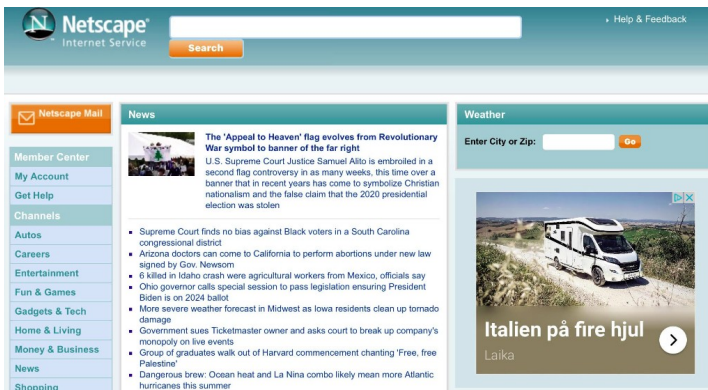 Netscape®
Internet Service
Search
Help & Feedback
Netscape Mail
Member Center
My Account
Get Help
Channels
Autos
Careers
Entertainment
Fun & Games
Gadgets & Tech
Home & Living
Money & Business
News
Shopping
News
The 'Appeal to Heaven' flag evolves from Revolutionary
War symbol to banner of the far right
U.S. Supreme Court Justice Samuel Alito is embroiled in a
second flag controversy in as many weeks, this time over a
banner that in recent years has come to symbolize Christian
nationalism and the false claim that the 2020 presidential
election was stolen
Supreme Court finds no bias against Black voters in a South Carolina
congressional district
Arizona doctors can come to California to perform abortions under new law
signed by Gov. Newsom
6 killed in Idaho crash were agricultural workers from Mexico, officials say
Ohio governor calls special session to pass legislation ensuring President
Biden is on 2024 ballot
More severe weather forecast in Midwest as Iowa residents clean up tornado
damage
Government sues Ticketmaster owner and asks court to break up company's
monopoly on live events
Group of graduates walk out of Harvard commencement chanting 'Free, free
Palestine'
Dangerous brew: Ocean heat and La Nina combo likely mean more Atlantic
hurricanes this summer
Weather
Enter City or Zip:
Go
Italien på fire hjul
Laika